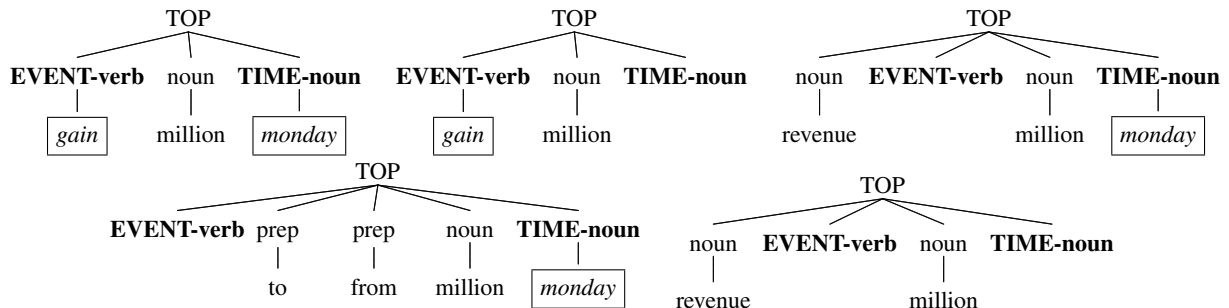 TOP TOP TOP
EVENT-verb noun TIME-noun EVENT-verb noun TIME-noun noun EVENT-verb noun TIME-noun
gain million monday gain million revenue million monday
TOP TOP
EVENT-verb prep prep noun TIME-noun noun EVENT-verb noun TIME-noun
to from million monday revenue million